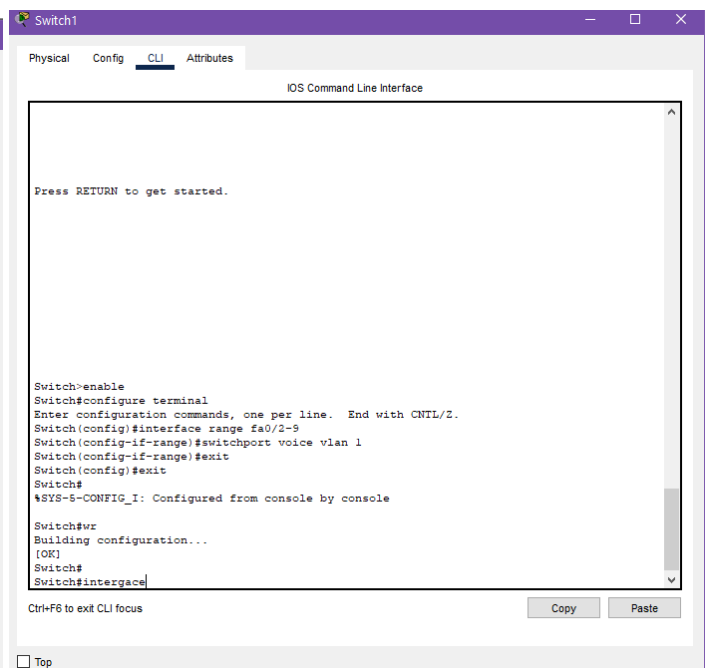 Switch1
Physical Config CLI Attributes
IOS Command Line Interface
Press RETURN to get started.
Switch>enable
Switch#configure terminal
Enter configuration commands, one per line.  End with CNTL/Z.
Switch(config)#interface range fa0/2-9
Switch(config-if-range)#switchport voice vlan 1
Switch(config-if-range)#exit
Switch(config)#exit
Switch#
%SYS-5-CONFIG_I: Configured from console by console
Switch#wr
Building configuration...
[OK]
Switch#
Switch#intergace
Ctrl+F6 to exit CLI focus
Copy Paste
Top